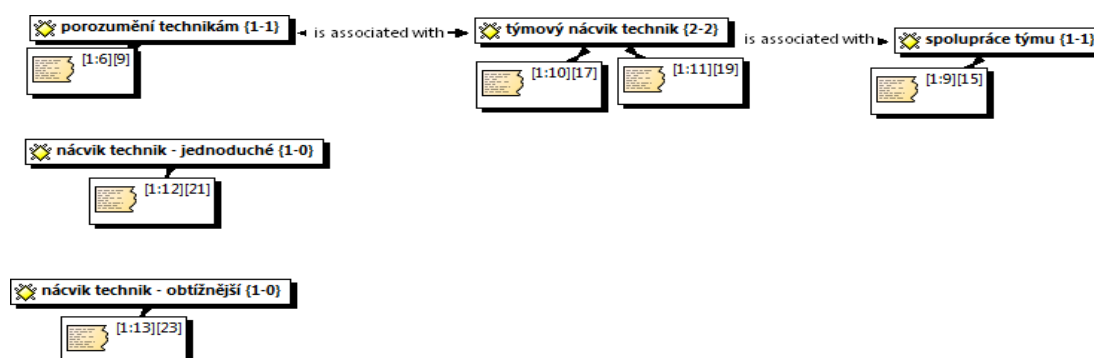 porozumění technikám {1-1}
is associated with
týmový nácvik technik {2-2}
is associated with
spolupráce týmu {1-1}
[1:6][9]
[1:10][17]
[1:11][19]
[1:9][15]
nácvik technik - jednoduché {1-0}
[1:12][21]
nácvik technik - obtížnější {1-0}
[1:13][23]